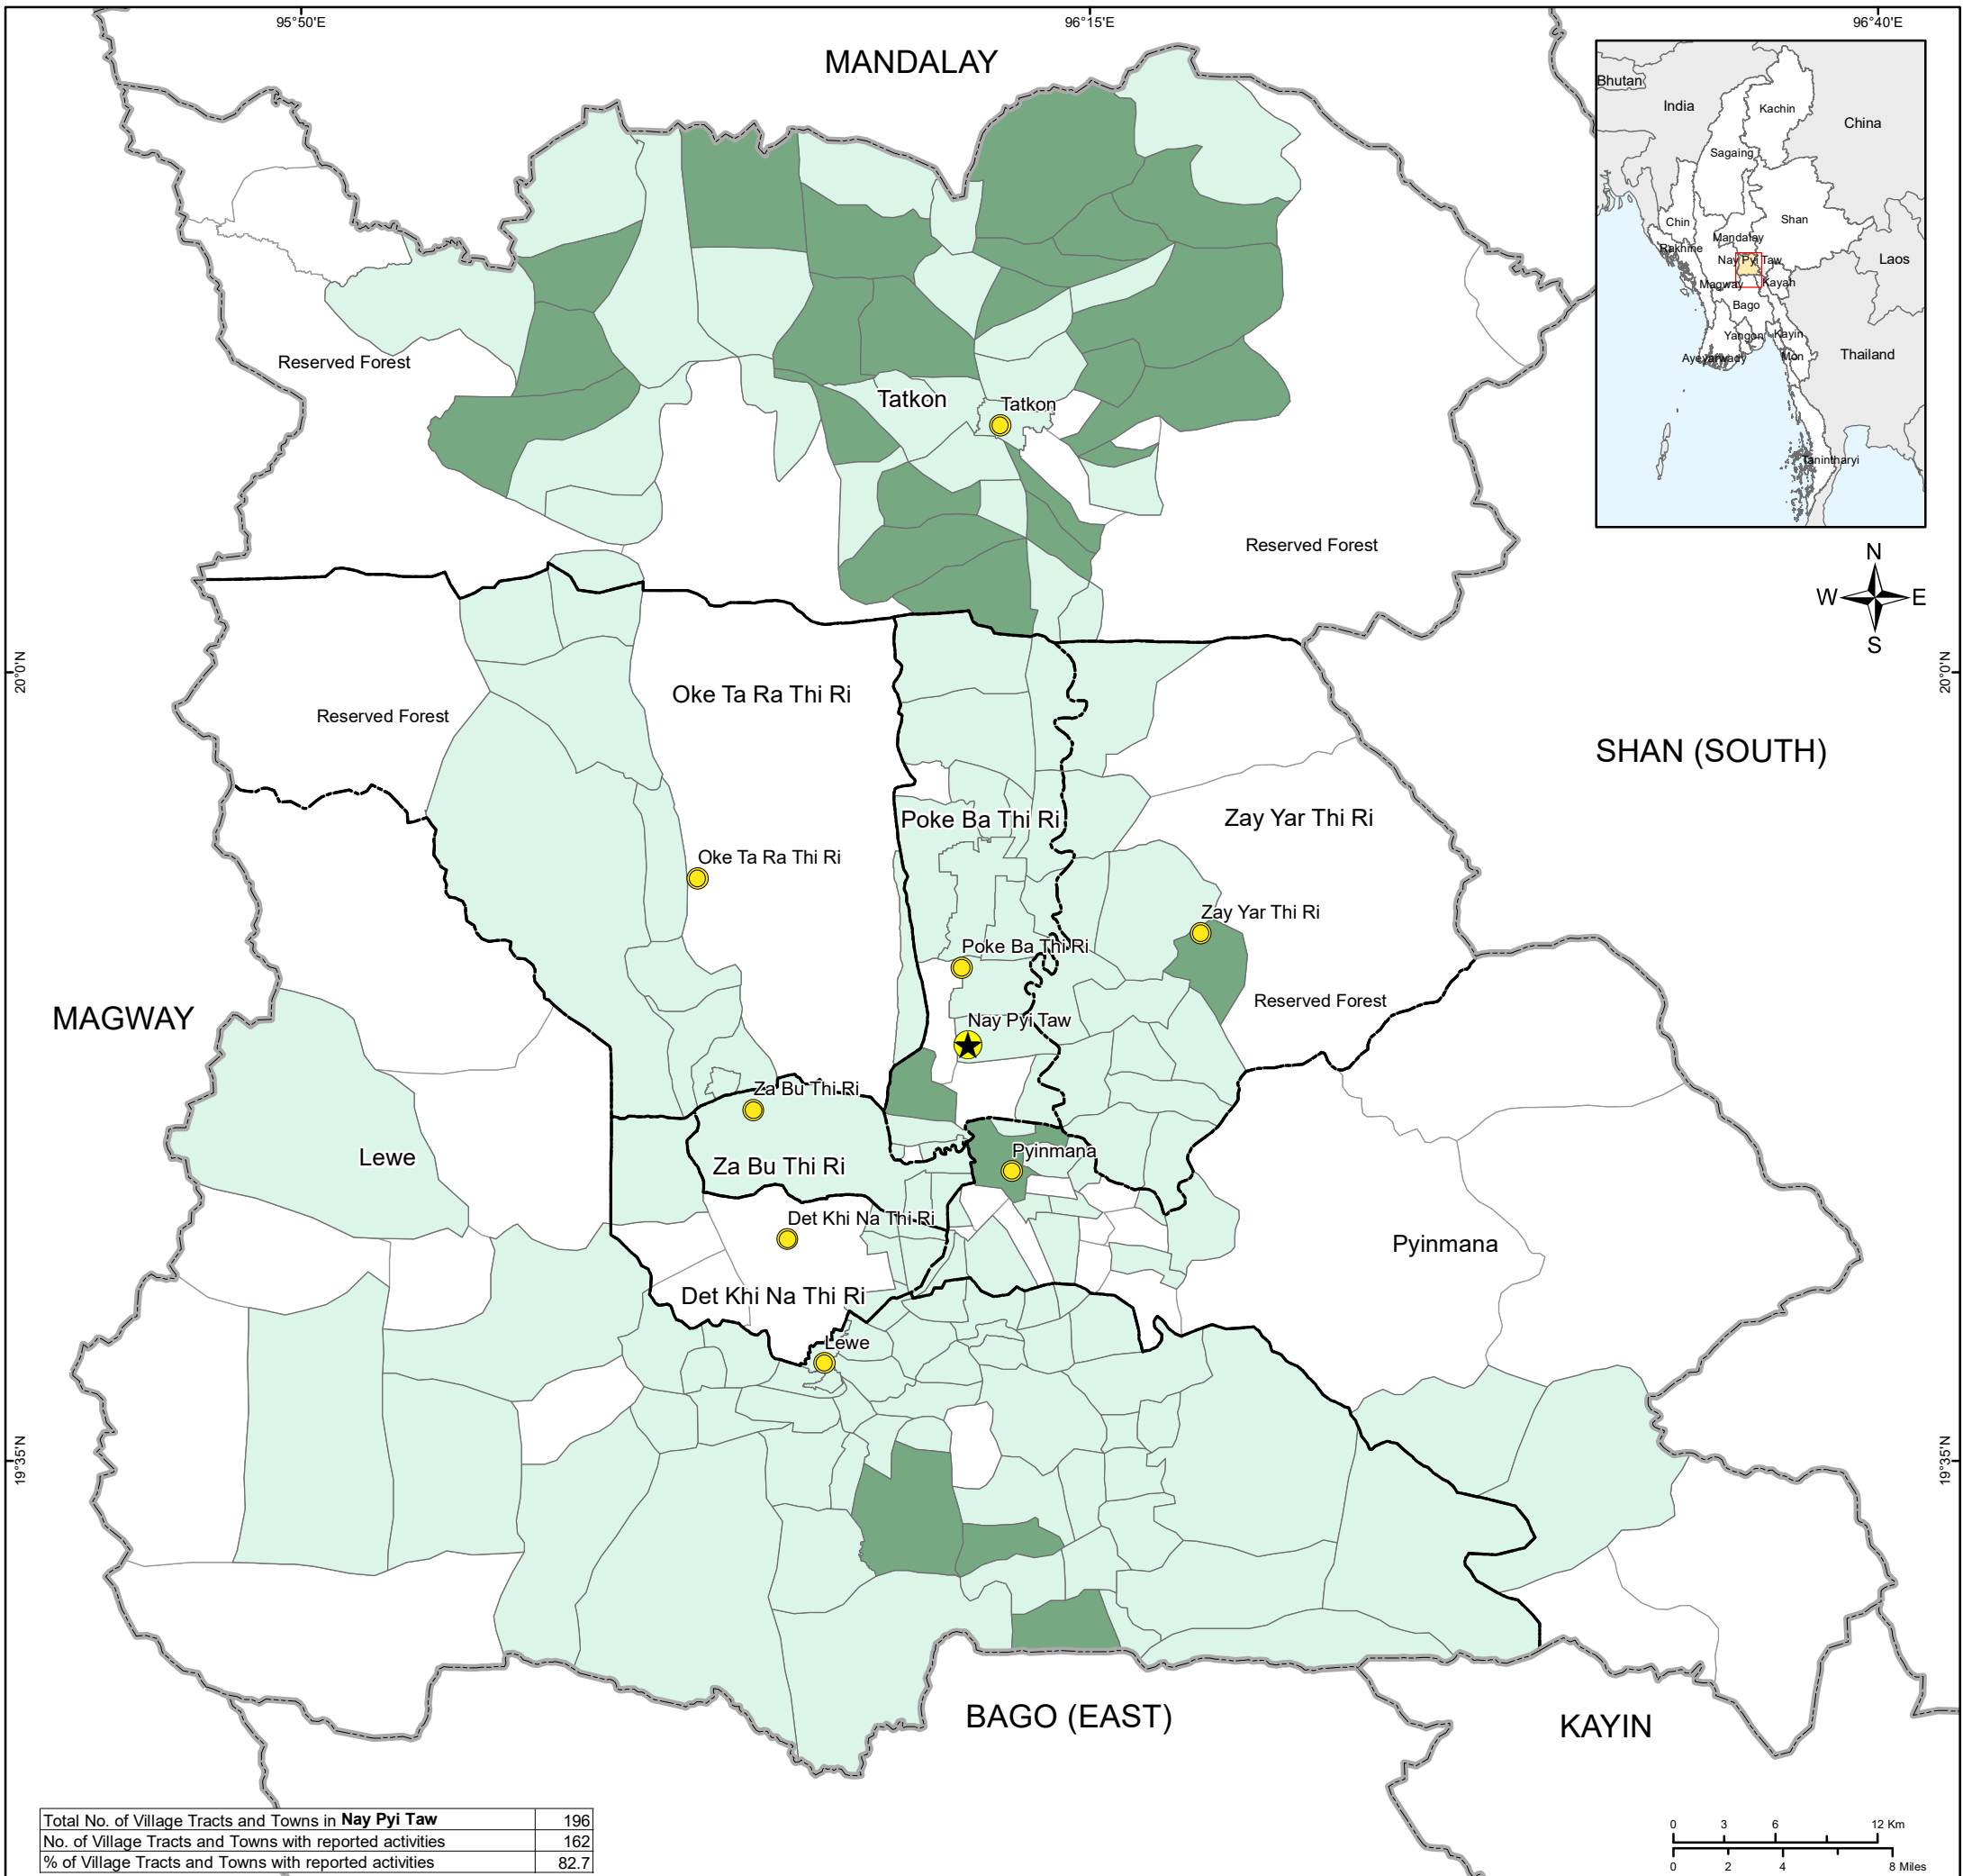 95°50'E
96°15'E
96°40'E
MANDALAY
Bhutan
India
Kachin
China
Sagaing
Chin
Shan
Mandalay
Rakhine
Nay Pyi Taw
Laos
Magway
Kayah
Bago
Yangon
Kayin
Ayeyarwady
Mon
Thailand
Tanintharyi
Reserved Forest
Tatkon
Tatkon
Reserved Forest
N
W
E
S
20°0'N
20°0'N
Oke Ta Ra Thi Ri
Reserved Forest
SHAN (SOUTH)
Poke Ba Thi Ri
Zay Yar Thi Ri
Oke Ta Ra Thi Ri
Zay Yar Thi Ri
Poke Ba Thi Ri
Reserved Forest
MAGWAY
Nay Pyi Taw
Za Bu Thi Ri
Lewe
Pyinmana
Za Bu Thi Ri
Det Khi Na Thi Ri
Pyinmana
Det Khi Na Thi Ri
Lewe
19°35'N
19°35'N
BAGO (EAST)
KAYIN
Total No. of Village Tracts and Towns in Nay Pyi Taw 196
No. of Village Tracts and Towns with reported activities 162
% of Village Tracts and Towns with reported activities 82.7
0 3 6 12 Km
0 2 4 8 Miles